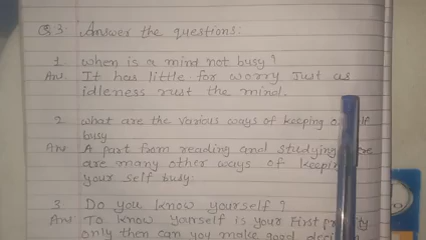 Q.3. Answer the questions:
1. when is a mind not busy?
Ans. It has little for worry Just as
idleness rust the mind.
2. what are the various ways of keeping
busy.
Ans A part from reading and studying
are many other ways of
your self busy.
3. Do you know yourself?
Ans To know yourself is your First
only then can you make good